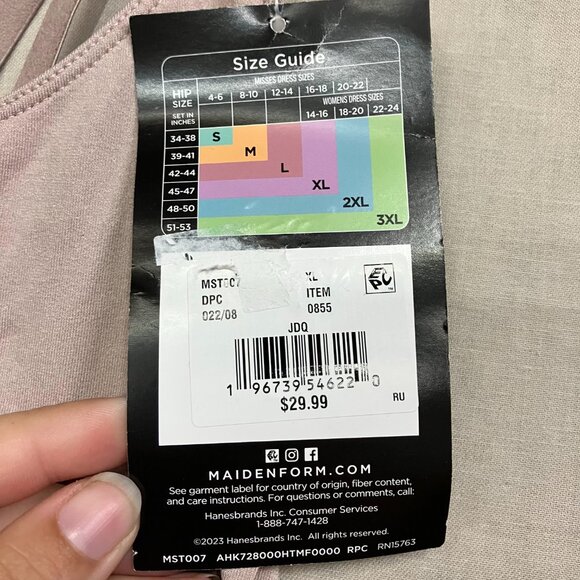 Size Guide
MISSES DRESS SIZES
HIP SIZE 4-6 8-10 12-14 16-18 20-22
SET IN INCHES WOMENS DRESS SIZES
14-16 18-20 22-24
34-38 S
39-41 M
42-44 L
45-47 XL
48-50 2XL
51-53 3XL
MST007 XL
DPC ITEM
022/08 0855
JDQ
1 96739 54622 0
$29.99 RU
MAIDENFORM.COM
See garment label for country of origin, fiber content,
and care instructions. For questions or comments, call:
Hanesbrands Inc. Consumer Services
1-888-747-1428
©2023 Hanesbrands Inc. All rights reserved.
MST007 AHK728000HTMF0000 RPC RN15763